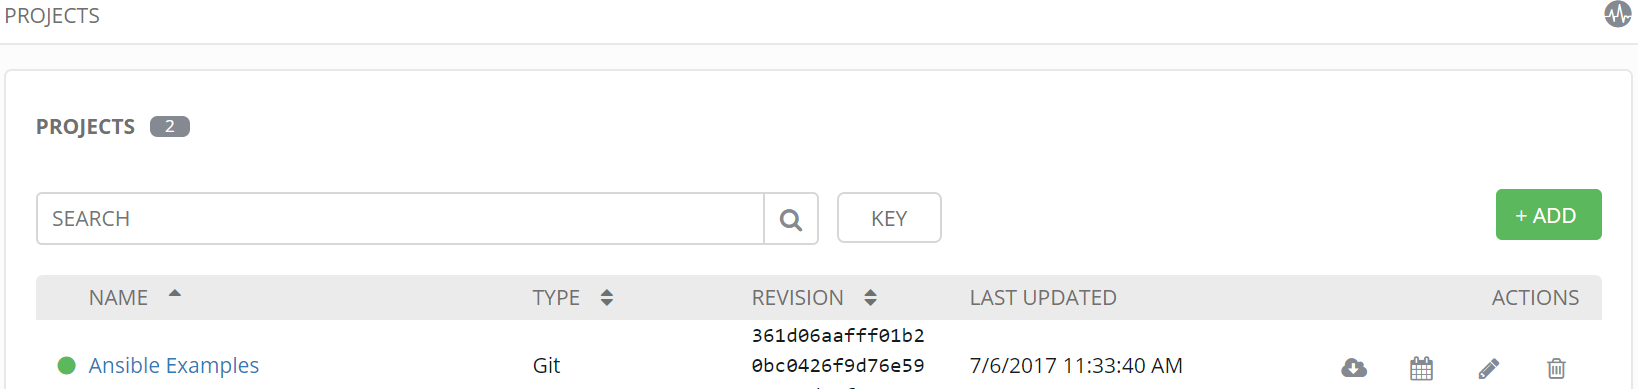 PROJECTS
PROJECTS 2
SEARCH KEY + ADD
NAME TYPE REVISION LAST UPDATED ACTIONS
361d06aafff01b2
Ansible Examples Git 0bc0426f9d76e59 7/6/2017 11:33:40 AM